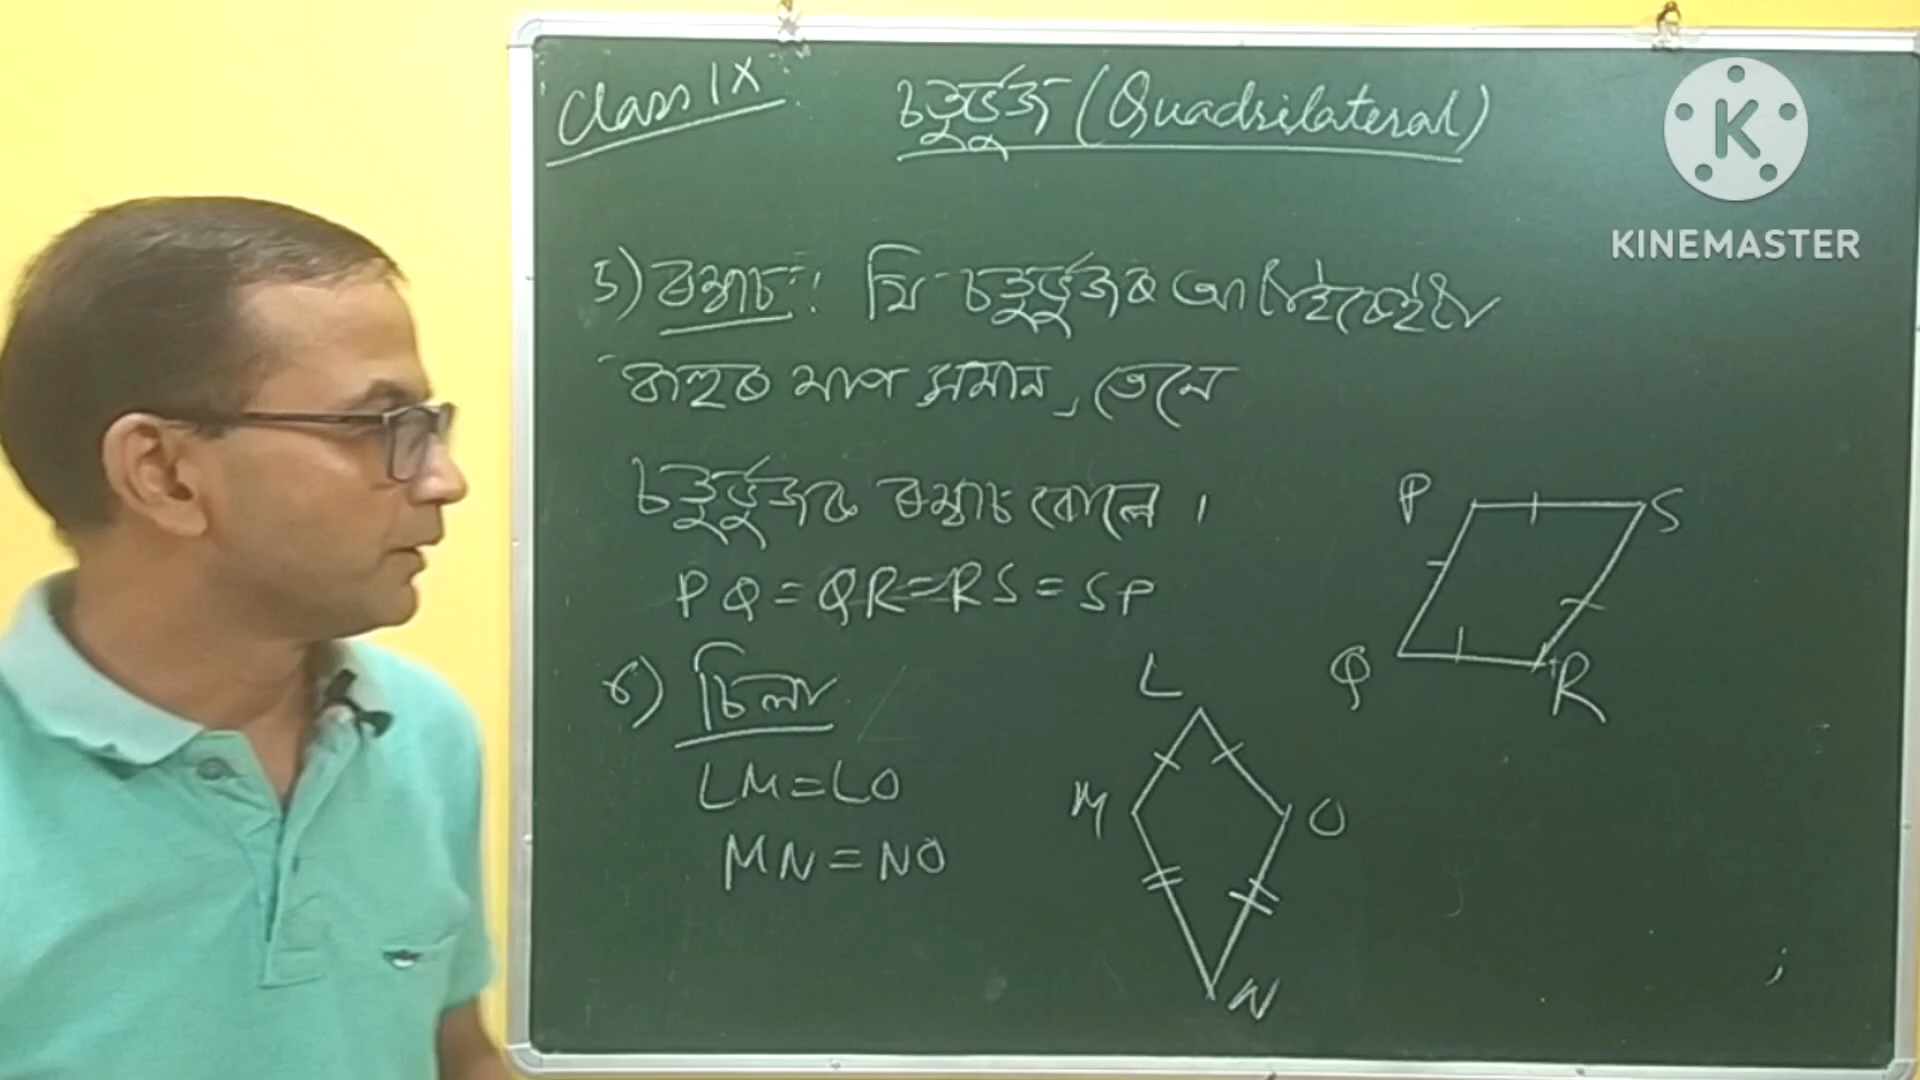 Class IX
চতুৰ্ভুজ (Quadrilateral)
K
KINEMASTER
5) ৰম্বাচ: যি চতুৰ্ভুজৰ আটাইকেইটা
বাহুৰ মাপ সমান, তেনে
চতুৰ্ভুজক ৰম্বাচ বোলে।
PQ=QR=RS=SP
P
S
Q
R
৬) চিলা
LM=LO
MN=NO
L
M
O
N